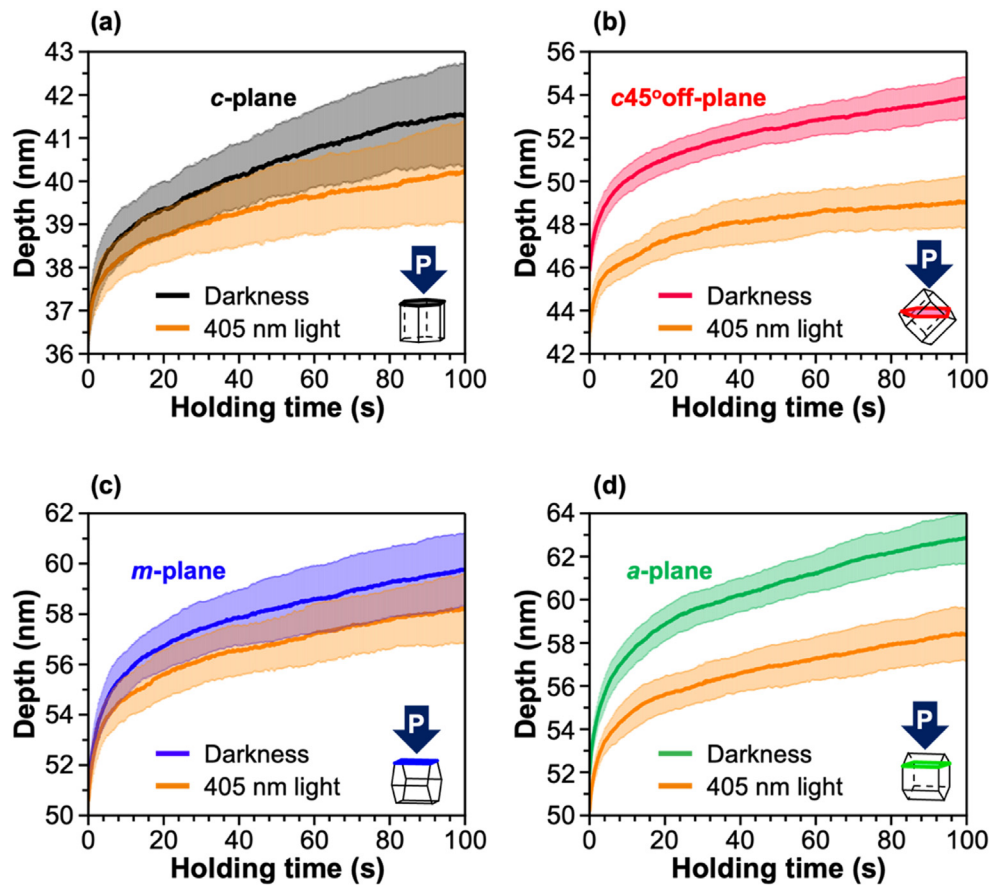 (a)
43
42
41
40
39
38
37
36
Depth (nm)
c-plane
Darkness
405 nm light
P
0 20 40 60 80 100
Holding time (s)
(b)
56
54
52
50
48
46
44
42
Depth (nm)
c45°off-plane
Darkness
405 nm light
P
0 20 40 60 80 100
Holding time (s)
(c)
62
60
58
56
54
52
50
Depth (nm)
m-plane
Darkness
405 nm light
P
0 20 40 60 80 100
Holding time (s)
(d)
64
62
60
58
56
54
52
50
Depth (nm)
a-plane
Darkness
405 nm light
P
0 20 40 60 80 100
Holding time (s)